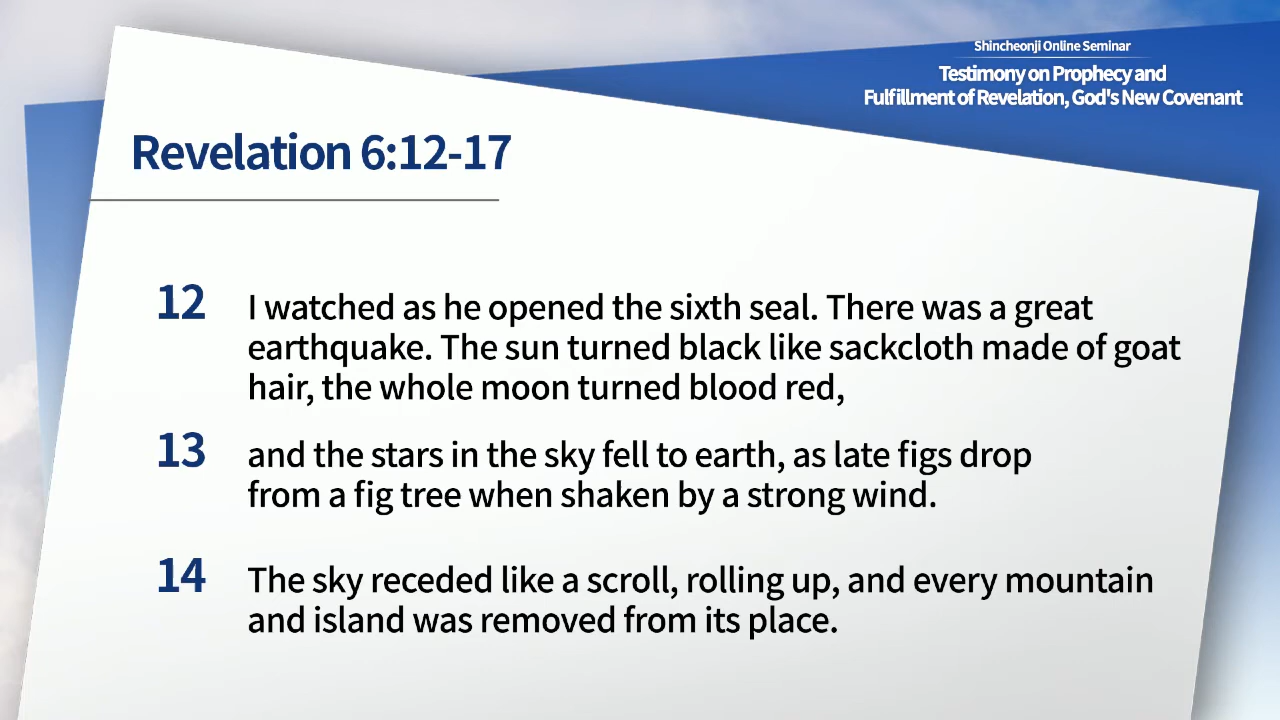 Shincheonji Online Seminar
Testimony on Prophecy and
Fulfillment of Revelation, God's New Covenant
Revelation 6:12-17
12 I watched as he opened the sixth seal. There was a great
earthquake. The sun turned black like sackcloth made of goat
hair, the whole moon turned blood red,
13 and the stars in the sky fell to earth, as late figs drop
from a fig tree when shaken by a strong wind.
14 The sky receded like a scroll, rolling up, and every mountain
and island was removed from its place.